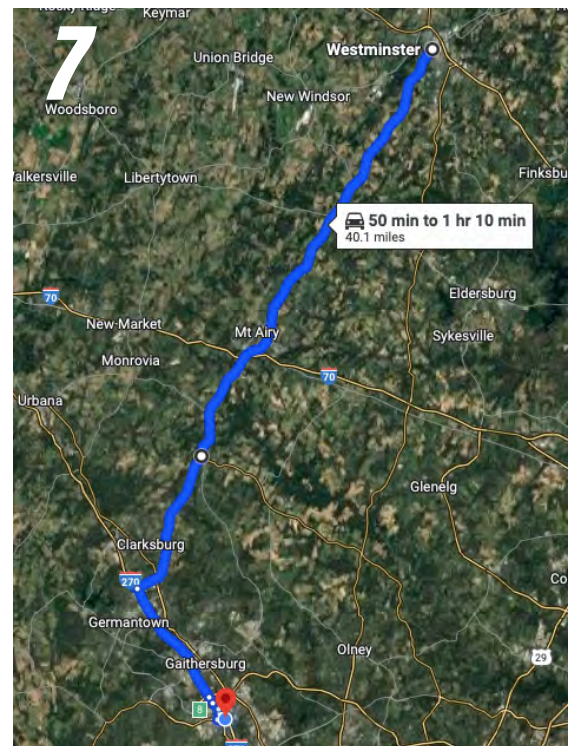 Keymar
7
Westminster
Union Bridge
New Windsor
Woodsboro
Finksbu
alkersville
Libertytown
50 min to 1 hr 10 min
40.1 miles
70
Eldersburg
New Market
Mt Airy
Sykesville
Monrovia
70
Urbana
Glenelg
Clarksburg
270
Co
Germantown
Olney
29
Gaithersburg
8